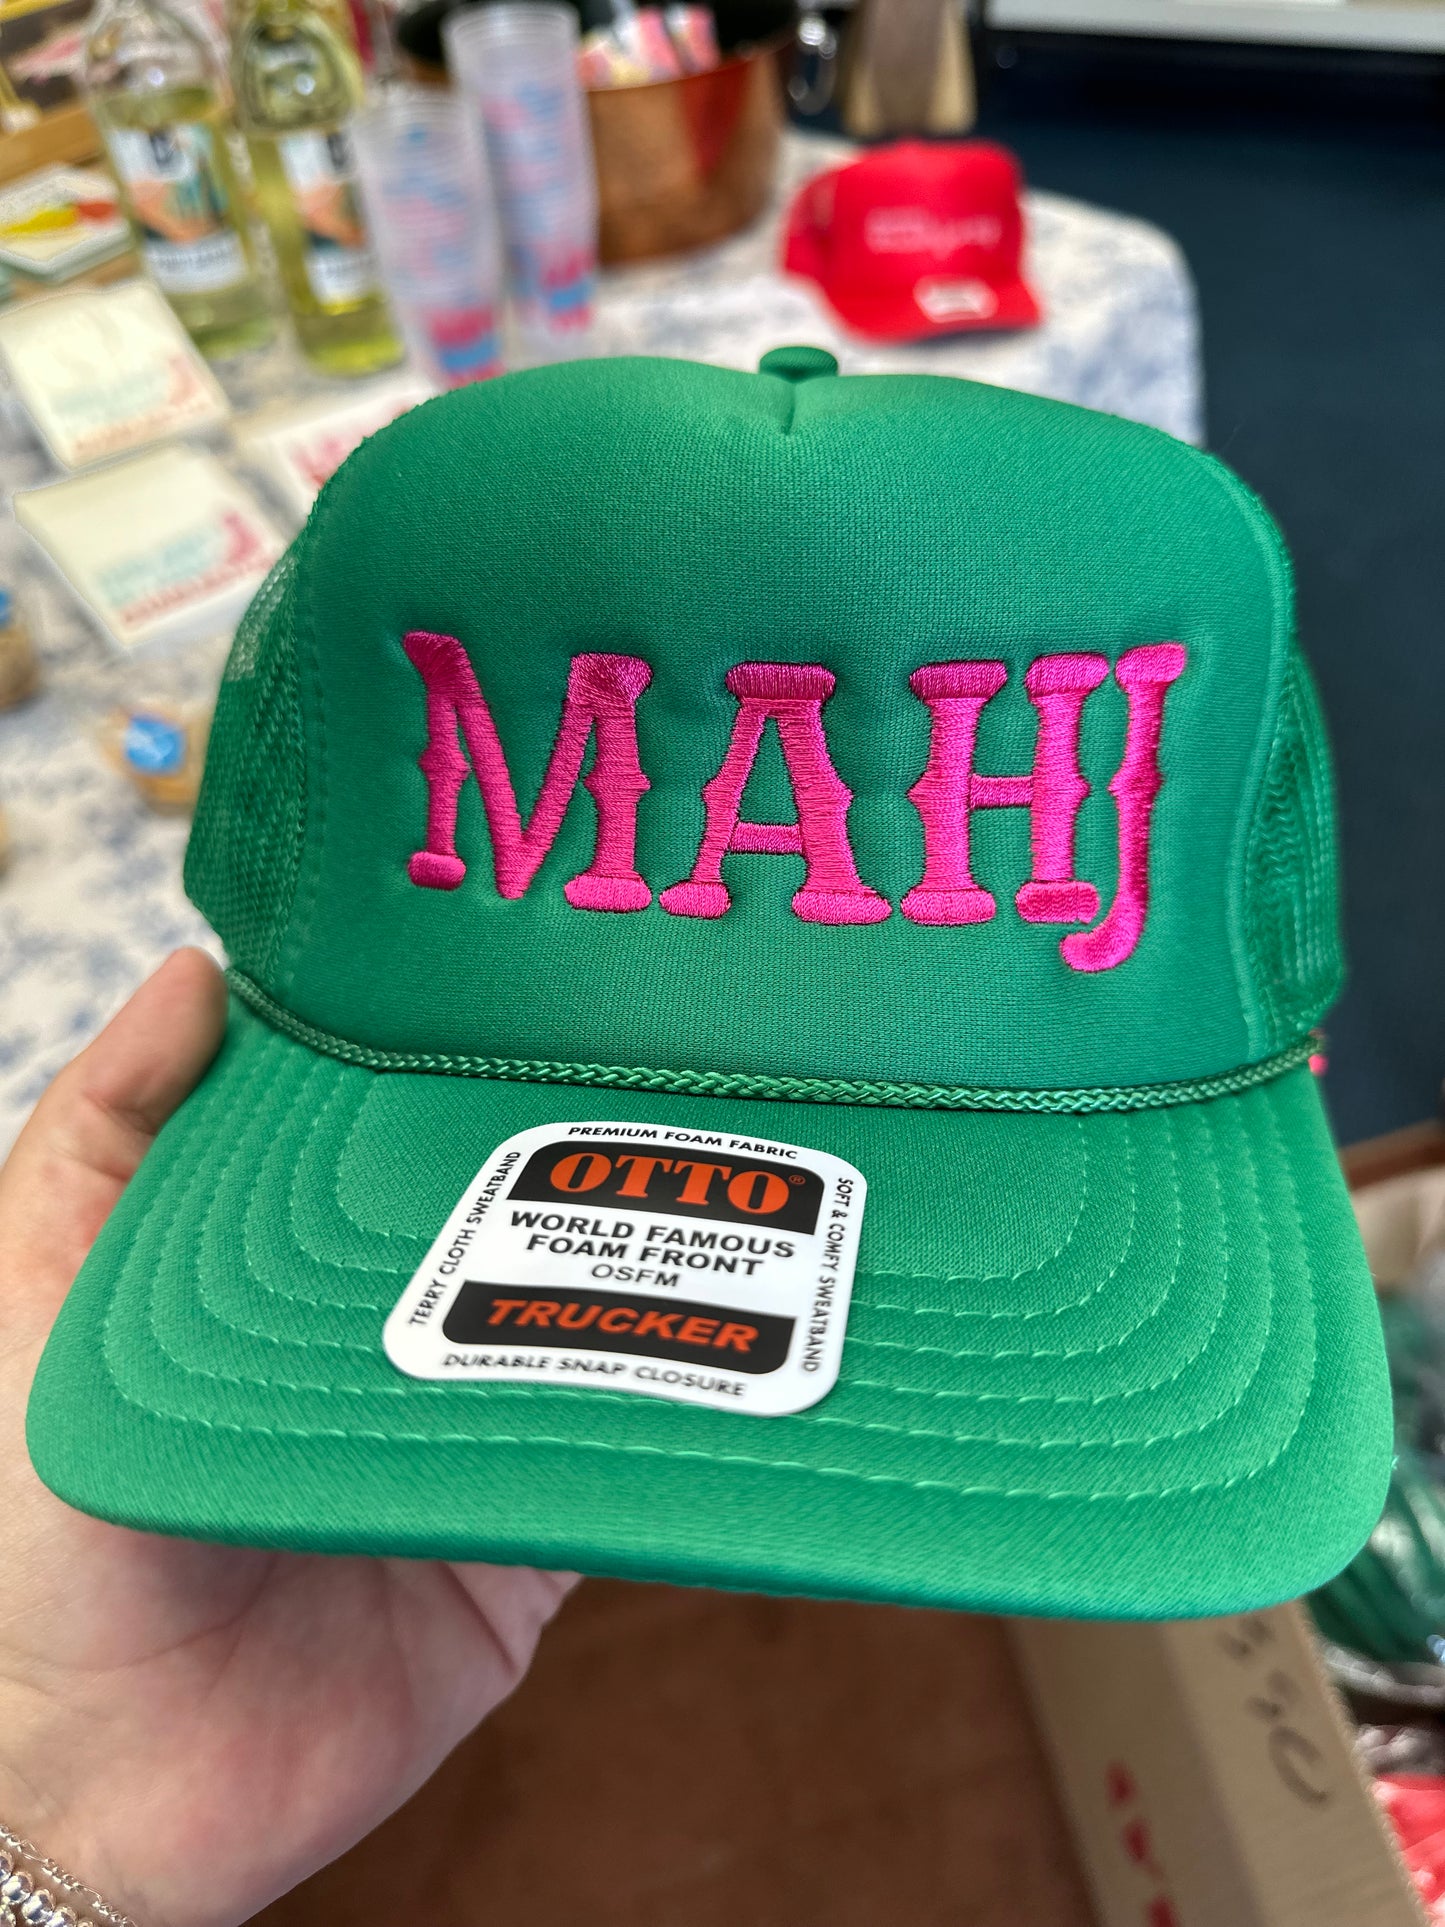 MAHJ
PREMIUM FOAM FABRIC
OTTO®
TERRY CLOTH SWEATBAND
SOFT & COMFY SWEATBAND
WORLD FAMOUS
FOAM FRONT
OSFM
TRUCKER
DURABLE SNAP CLOSURE